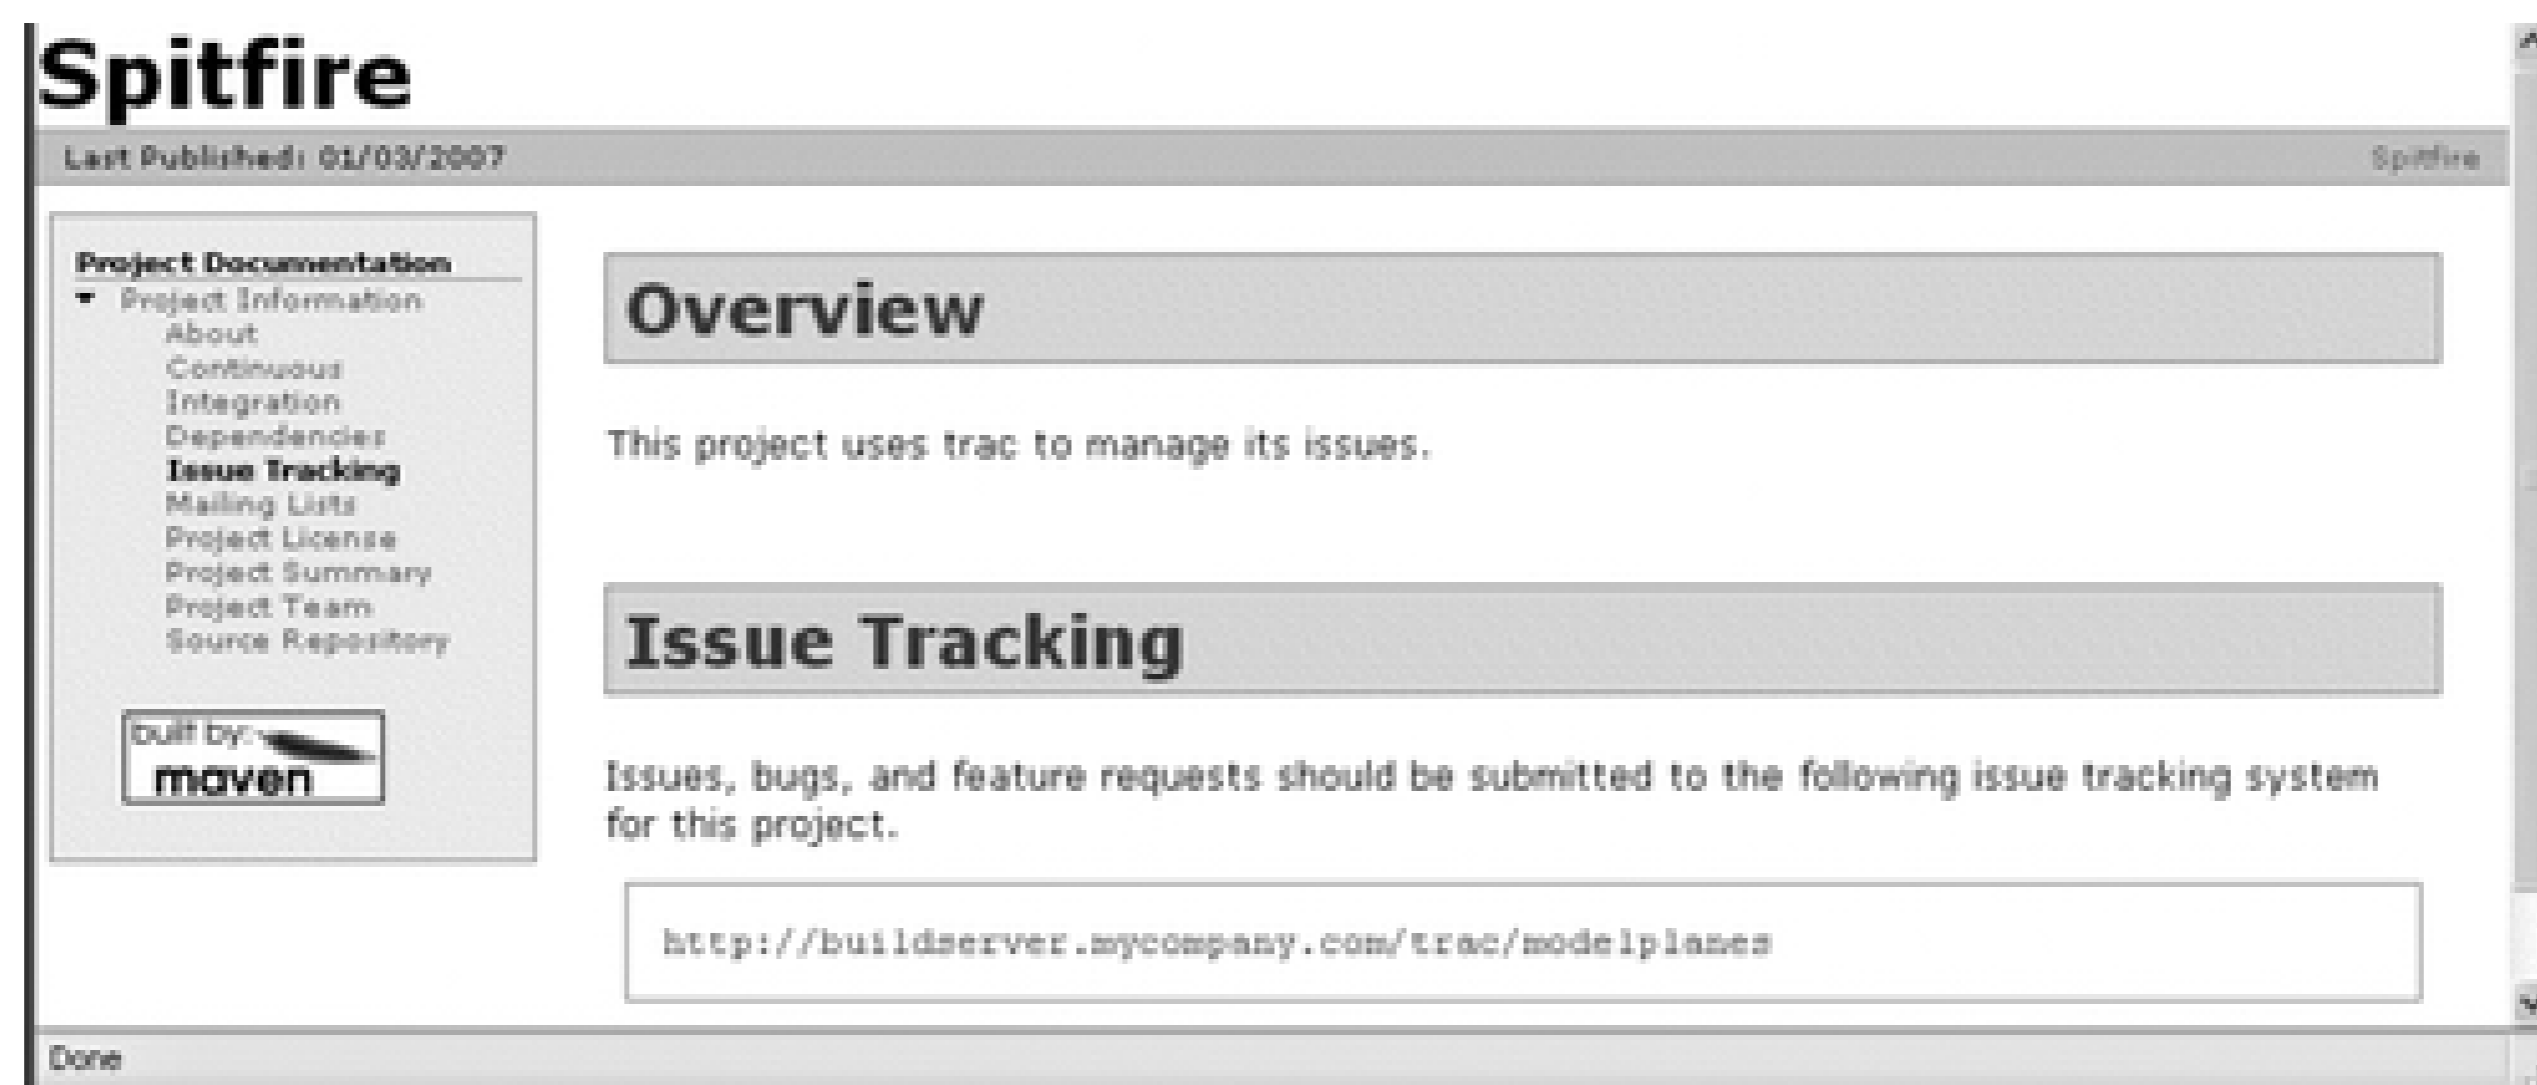 Spitfire
Last Published: 01/03/2007
Spitfire
Project Documentation
Project Information
About
Continuous
Integration
Dependencies
Issue Tracking
Mailing Lists
Project License
Project Summary
Project Team
Source Repository
built by:
maven
Overview
This project uses trac to manage its issues.
Issue Tracking
Issues, bugs, and feature requests should be submitted to the following issue tracking system
for this project.
http://buildserver.mycompany.com/trac/modelplanes
Done